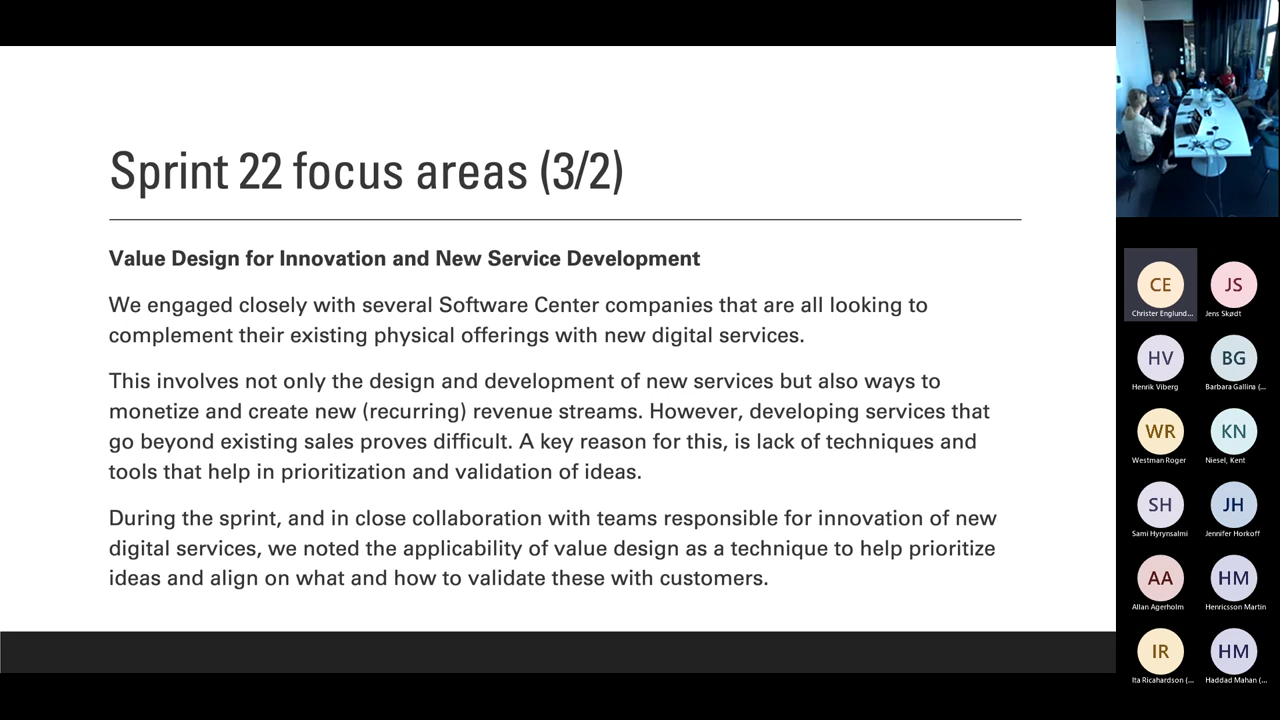 Sprint 22 focus areas (3/2)
Value Design for Innovation and New Service Development
We engaged closely with several Software Center companies that are all looking to
complement their existing physical offerings with new digital services.
This involves not only the design and development of new services but also ways to
monetize and create new (recurring) revenue streams. However, developing services that
go beyond existing sales proves difficult. A key reason for this, is lack of techniques and
tools that help in prioritization and validation of ideas.
During the sprint, and in close collaboration with teams responsible for innovation of new
digital services, we noted the applicability of value design as a technique to help prioritize
ideas and align on what and how to validate these with customers.
CE JS
Christer Englund... Jens Skødt
HV BG
Henrik Viberg Barbara Gallina (...
WR KN
Westman Roger Niesel, Kent
SH JH
Sami Hyrynsalmi Jennifer Horkoff
AA HM
Allan Agerholm Henricsson Martin
IR HM
Ita Ricahardson (... Haddad Mahan (...